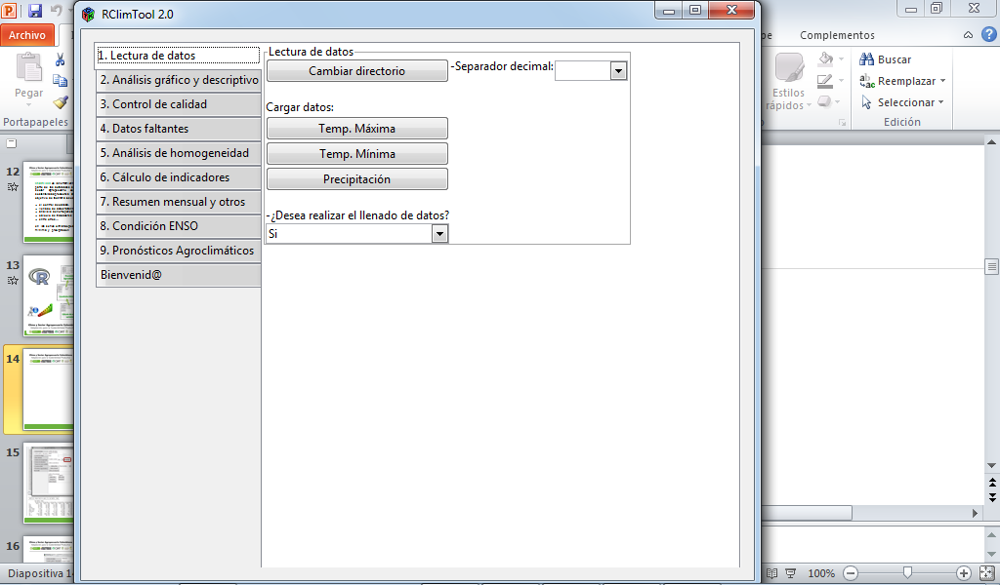 RClimTool 2.0
Archivo
Complementos
Pegar
Portapapeles
Estilos
rápidos
Buscar
Reemplazar
Seleccionar
Edición
1. Lectura de datos
2. Análisis gráfico y descriptivo
3. Control de calidad
4. Datos faltantes
5. Análisis de homogeneidad
6. Cálculo de indicadores
7. Resumen mensual y otros
8. Condición ENSO
9. Pronósticos Agroclimáticos
Bienvenid@
Lectura de datos
Cambiar directorio
-Separador decimal:
Cargar datos:
Temp. Máxima
Temp. Mínima
Precipitación
-¿Desea realizar el llenado de datos?
Si
12
13
14
15
16
Diapositiva 1
100%